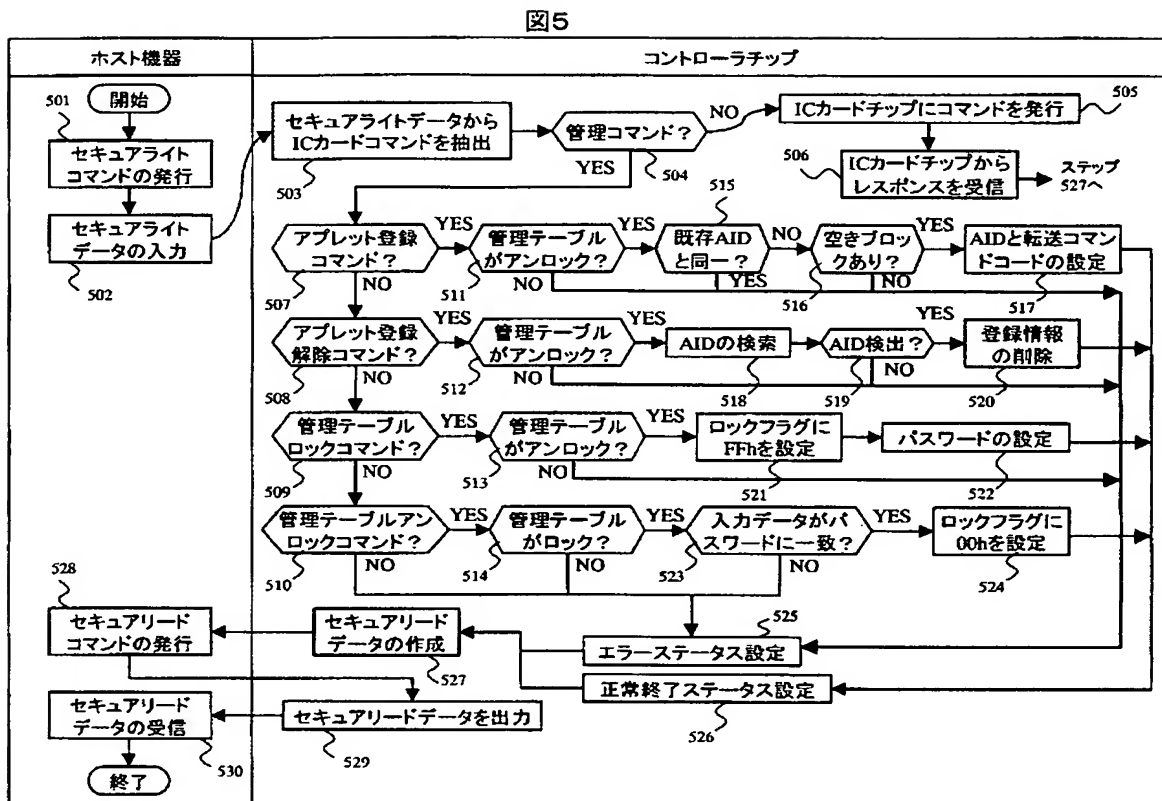 図5
ホスト機器
コントローラチップ
開始
501
セキュアライト
コマンドの発行
セキュアライト
データの入力
502
セキュアライトデータから
ICカードコマンドを抽出
503
管理コマンド?
504
NO
YES
ICカードチップにコマンドを発行
505
506
ICカードチップから
レスポンスを受信
ステップ
527へ
アプレット登録
コマンド?
507
YES
NO
管理テーブル
がアンロック?
511
YES
NO
515
既存AID
と同一?
NO
YES
空きブロッ
クあり?
516
YES
NO
AIDと転送コマン
ドコードの設定
517
アプレット登録
解除コマンド?
508
YES
NO
管理テーブル
がアンロック?
512
YES
NO
AIDの検索
518
AID検出?
519
YES
NO
登録情報
の削除
520
管理テーブル
ロックコマンド?
509
YES
NO
管理テーブル
がアンロック?
513
YES
NO
ロックフラグに
FFhを設定
521
パスワードの設定
522
管理テーブルアン
ロックコマンド?
510
YES
NO
管理テーブル
がロック?
514
YES
NO
入力データがパ
スワードに一致?
523
YES
NO
ロックフラグに
00hを設定
524
525
エラーステータス設定
正常終了ステータス設定
526
セキュアリード
データの作成
527
528
セキュアリード
コマンドの発行
セキュアリードデータを出力
529
セキュアリード
データの受信
530
終了